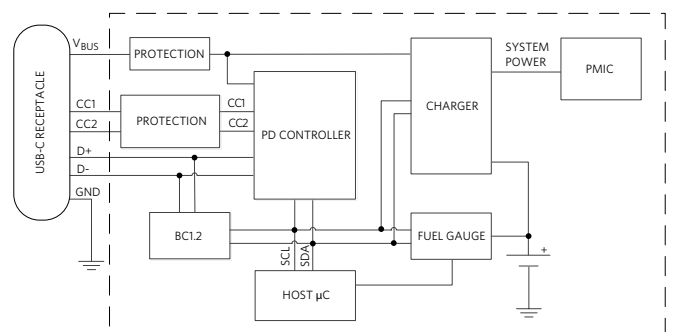 USB-C RECEPTACLE
VBUS
CC1
CC2
D+
D-
GND
PROTECTION
PROTECTION
CC1
CC2
PD CONTROLLER
CHARGER
SYSTEM
POWER
PMIC
BC1.2
SCL
SDA
FUEL GAUGE
+
HOST µC